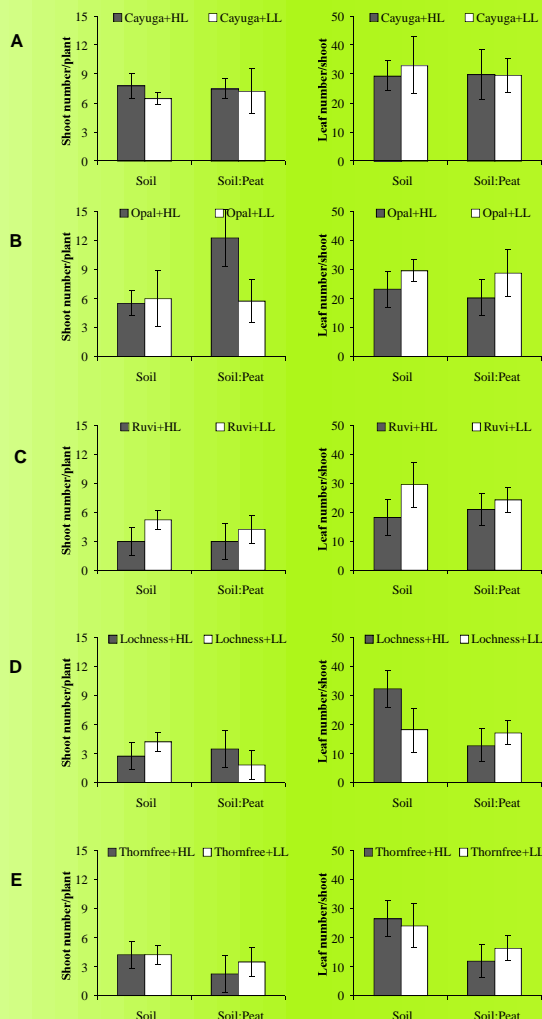 A
Shoot number/plant
Cayuga+HL Cayuga+LL
15
12
9
6
3
0
Soil Soil:Peat
Leaf number/shoot
Cayuga+HL Cayuga+LL
50
40
30
20
10
0
Soil Soil:Peat
B
Shoot number/plant
Opal+HL Opal+LL
15
12
9
6
3
0
Soil Soil:Peat
Leaf number/shoot
Opal+HL Opal+LL
50
40
30
20
10
0
Soil Soil:Peat
C
Shoot number/plant
Ruvi+HL Ruvi+LL
15
12
9
6
3
0
Soil Soil:Peat
Leaf number/shoot
Ruvi+HL Ruvi+LL
50
40
30
20
10
0
Soil Soil:Peat
D
Shoot number/plant
Lochness+HL Lochness+LL
15
12
9
6
3
0
Soil Soil:Peat
Leaf number/shoot
Lochness+HL Lochness+LL
50
40
30
20
10
0
Soil Soil:Peat
E
Shoot number/plant
Thornfree+HL Thornfree+LL
15
12
9
6
3
0
Soil Soil:Peat
Leaf number/shoot
Thornfree+HL Thornfree+LL
50
40
30
20
10
0
Soil Soil:Peat